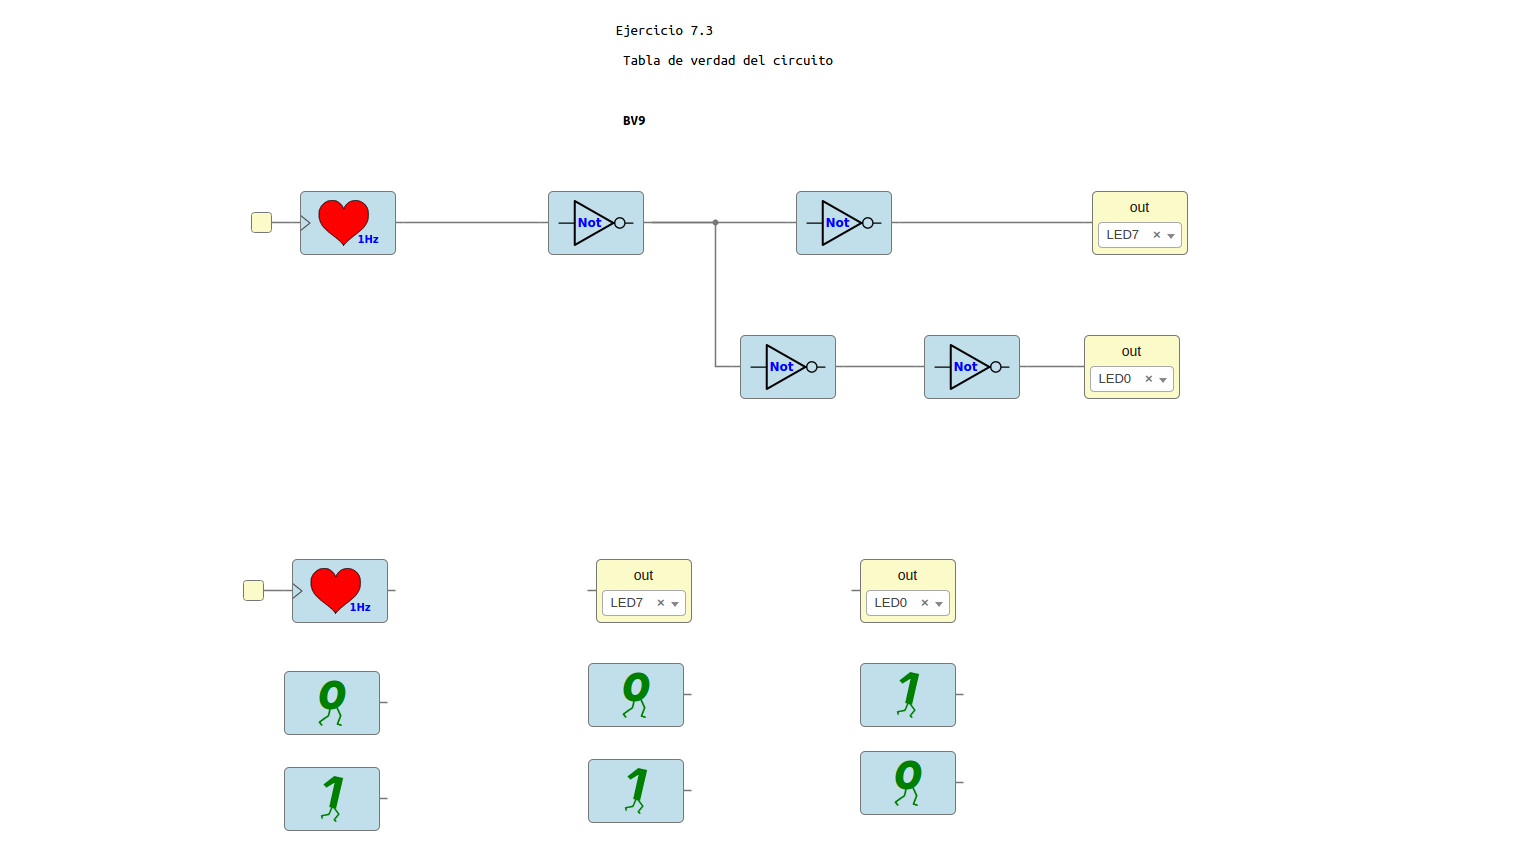 Ejercicio 7.3
Tabla de verdad del circuito
BV9
1Hz
Not
Not
out
LED7 × 
Not
Not
out
LED0 ×
1Hz
out
LED7 ×
out
LED0 ×
0
0
1
1
1
0